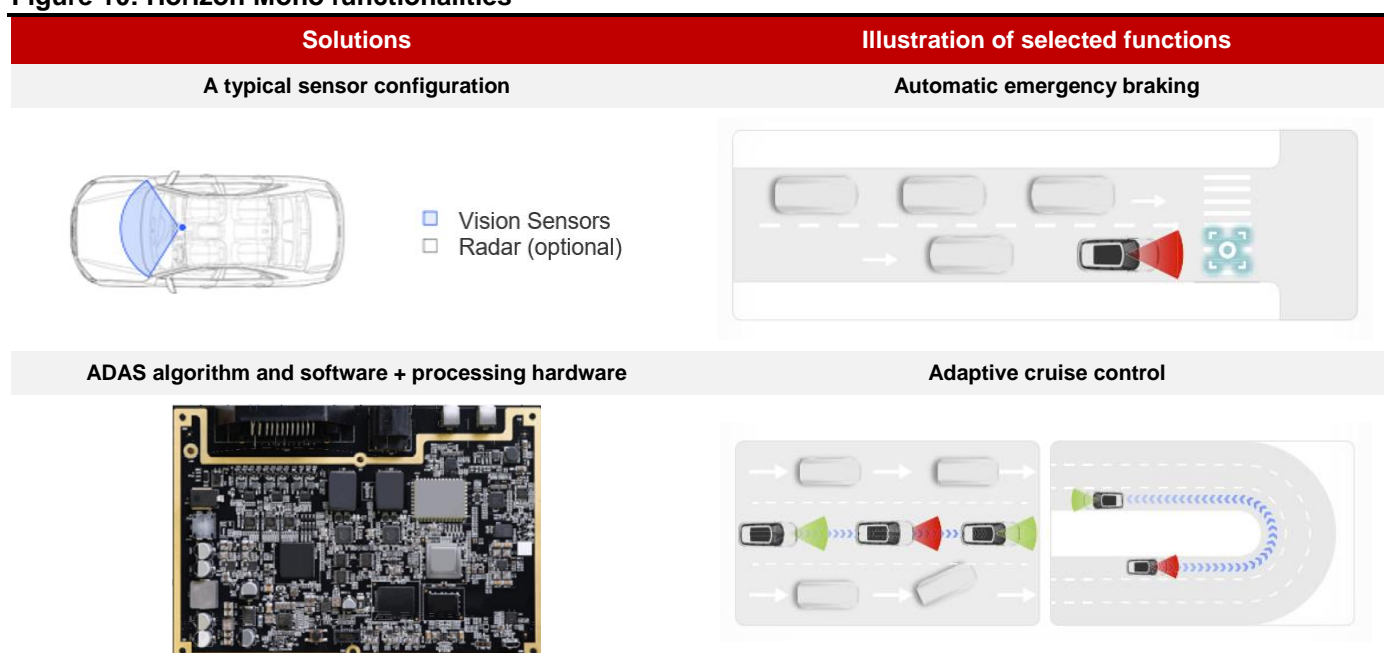 Figure 10: Horizon Mono functionalities
Solutions
Illustration of selected functions
A typical sensor configuration
Automatic emergency braking
Vision Sensors
Radar (optional)
ADAS algorithm and software + processing hardware
Adaptive cruise control